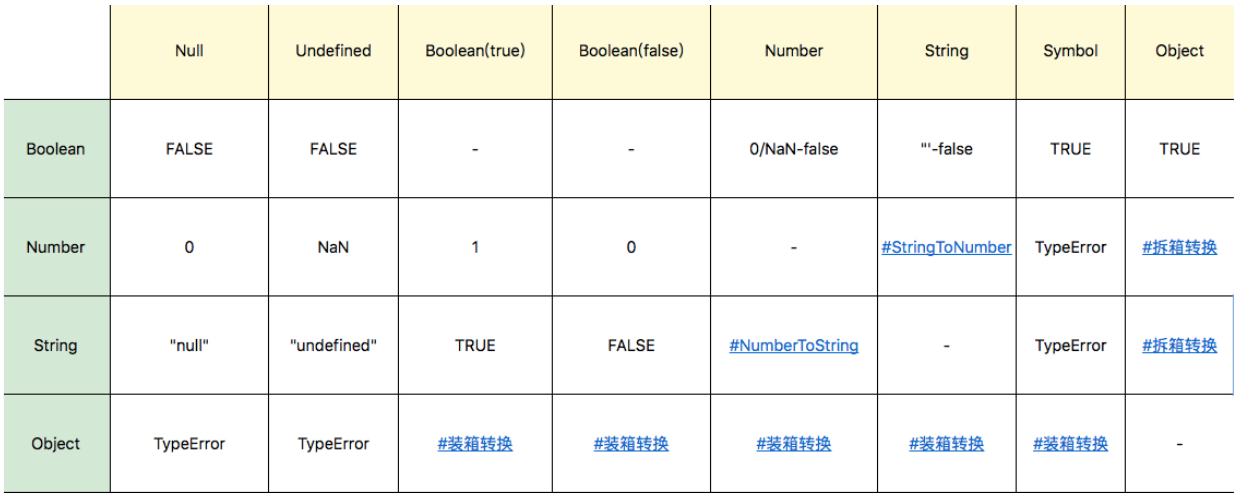 Null Undefined Boolean(true) Boolean(false) Number String Symbol Object
Boolean FALSE FALSE - - 0/NaN-false "'-false TRUE TRUE
Number 0 NaN 1 0 - #StringToNumber TypeError #拆箱转换
String "null" "undefined" TRUE FALSE #NumberToString - TypeError #拆箱转换
Object TypeError TypeError #装箱转换 #装箱转换 #装箱转换 #装箱转换 #装箱转换 -